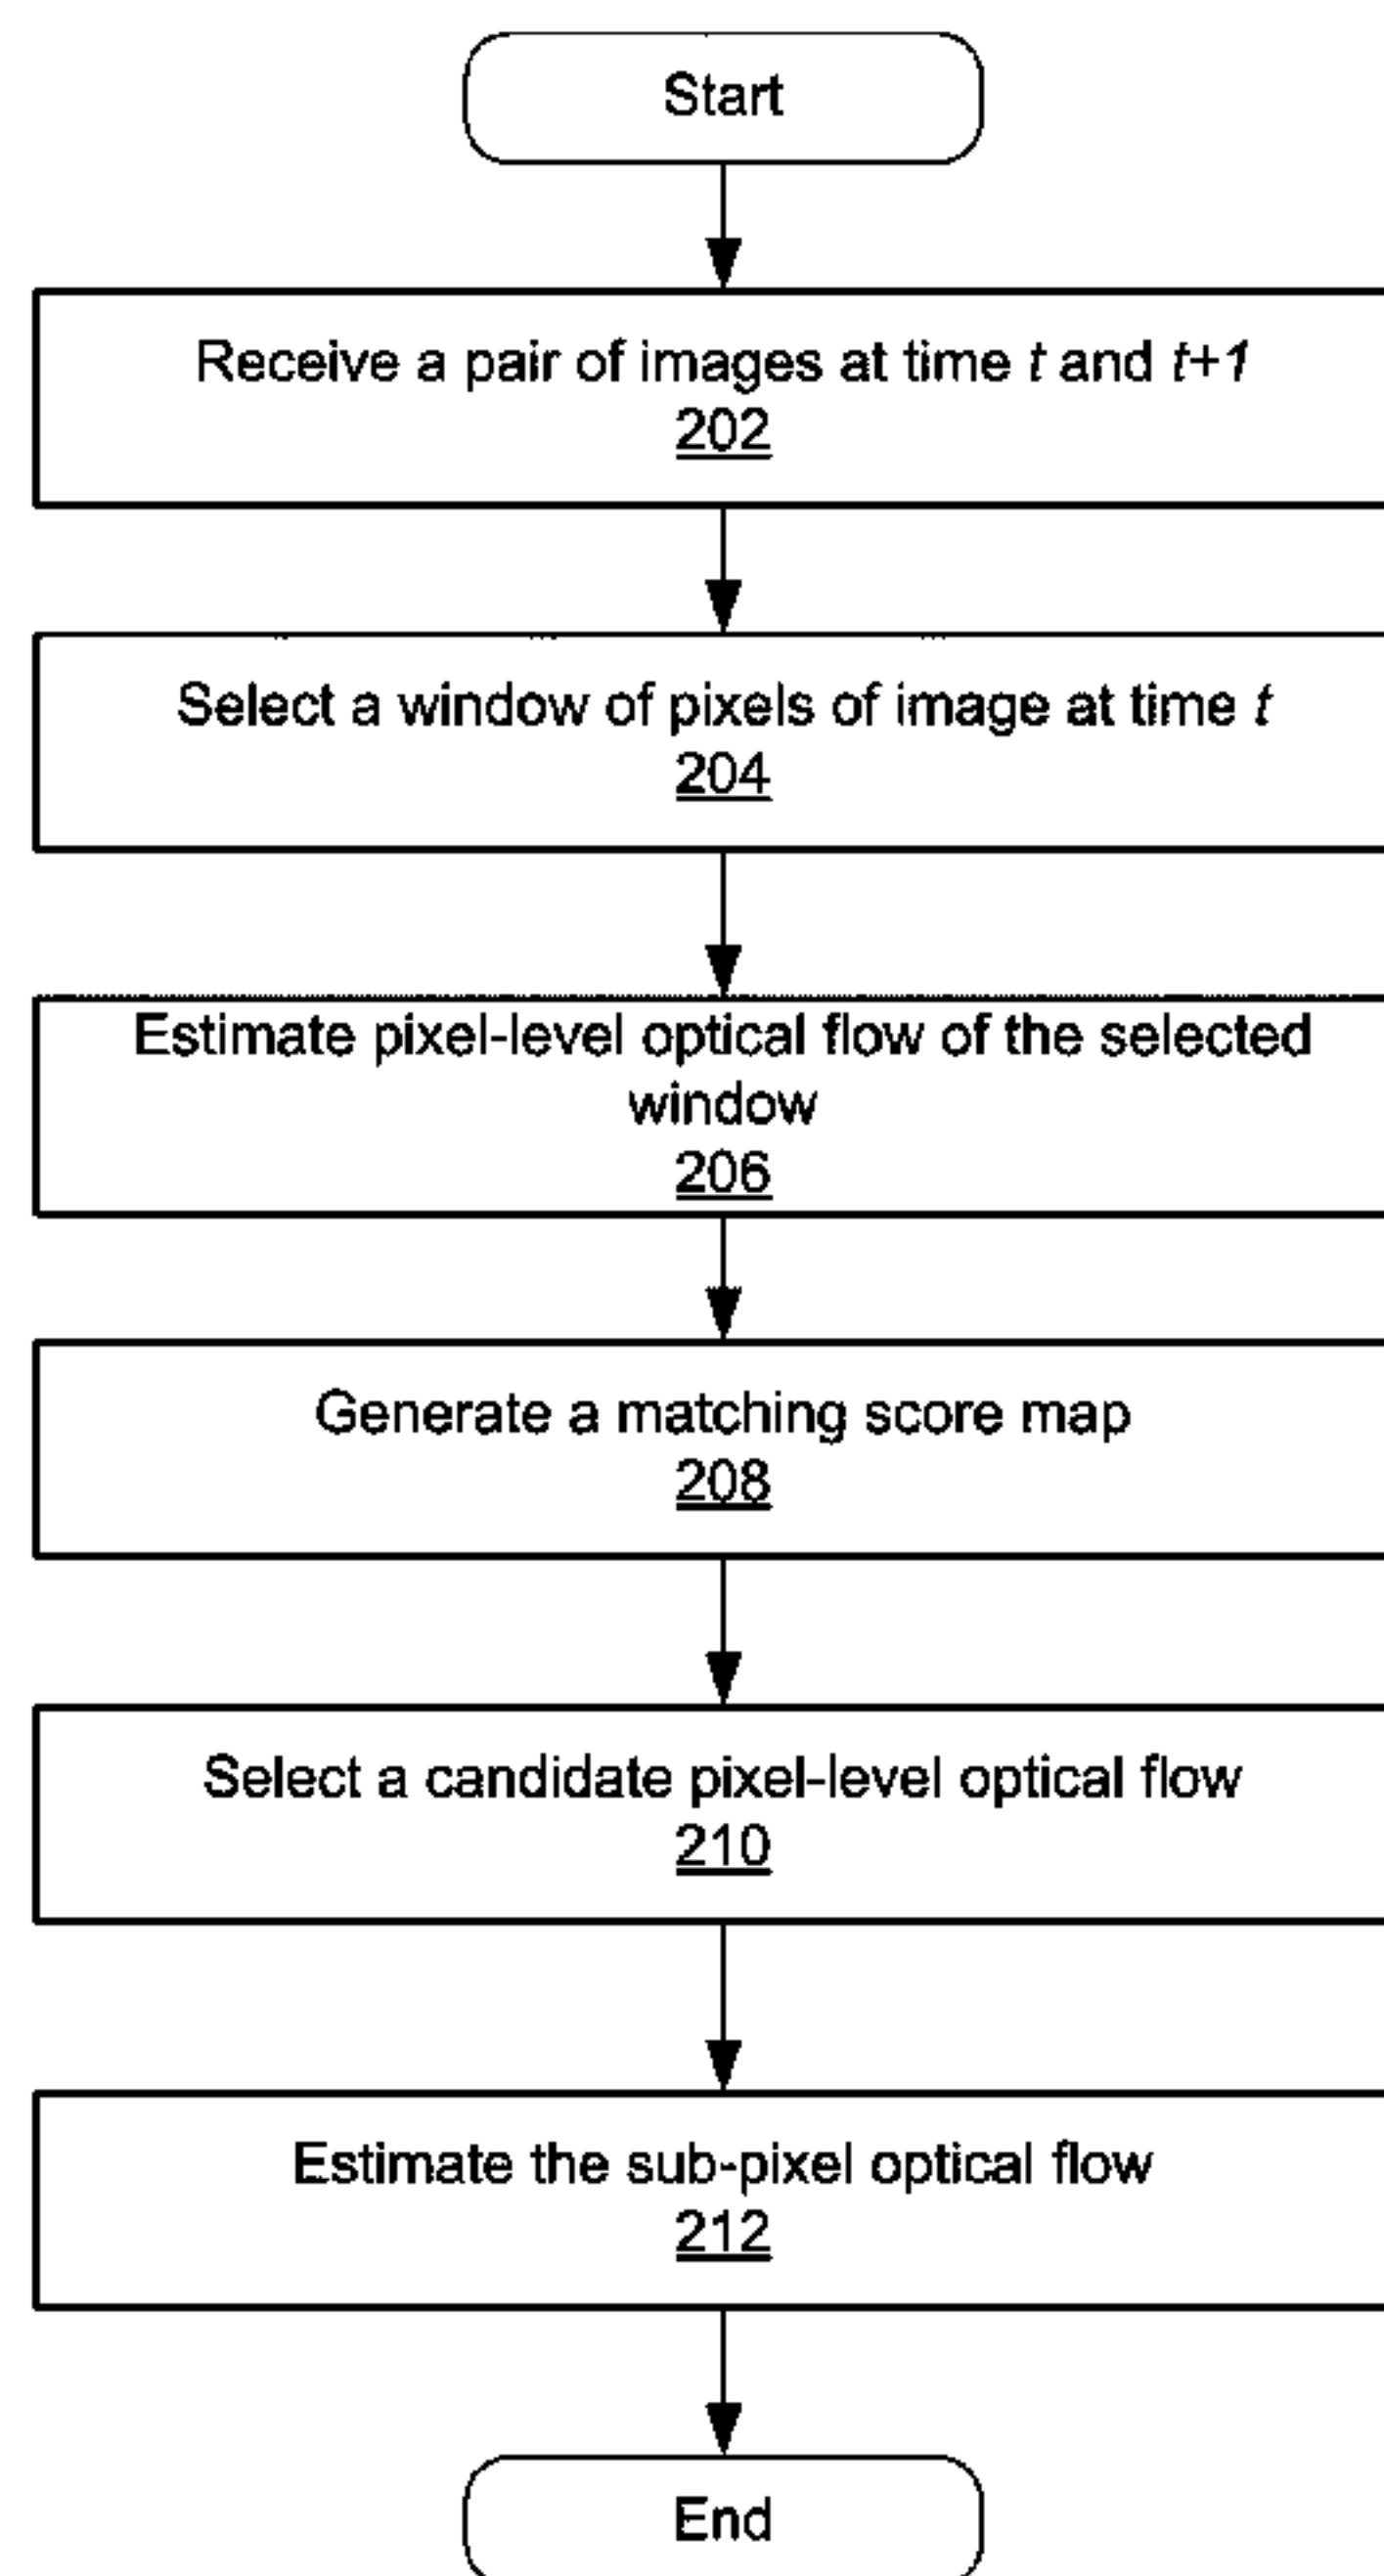 Start
Receive a pair of images at time t and t+1
202
Select a window of pixels of image at time t
204
Estimate pixel-level optical flow of the selected
window
206
Generate a matching score map
208
Select a candidate pixel-level optical flow
210
Estimate the sub-pixel optical flow
212
End